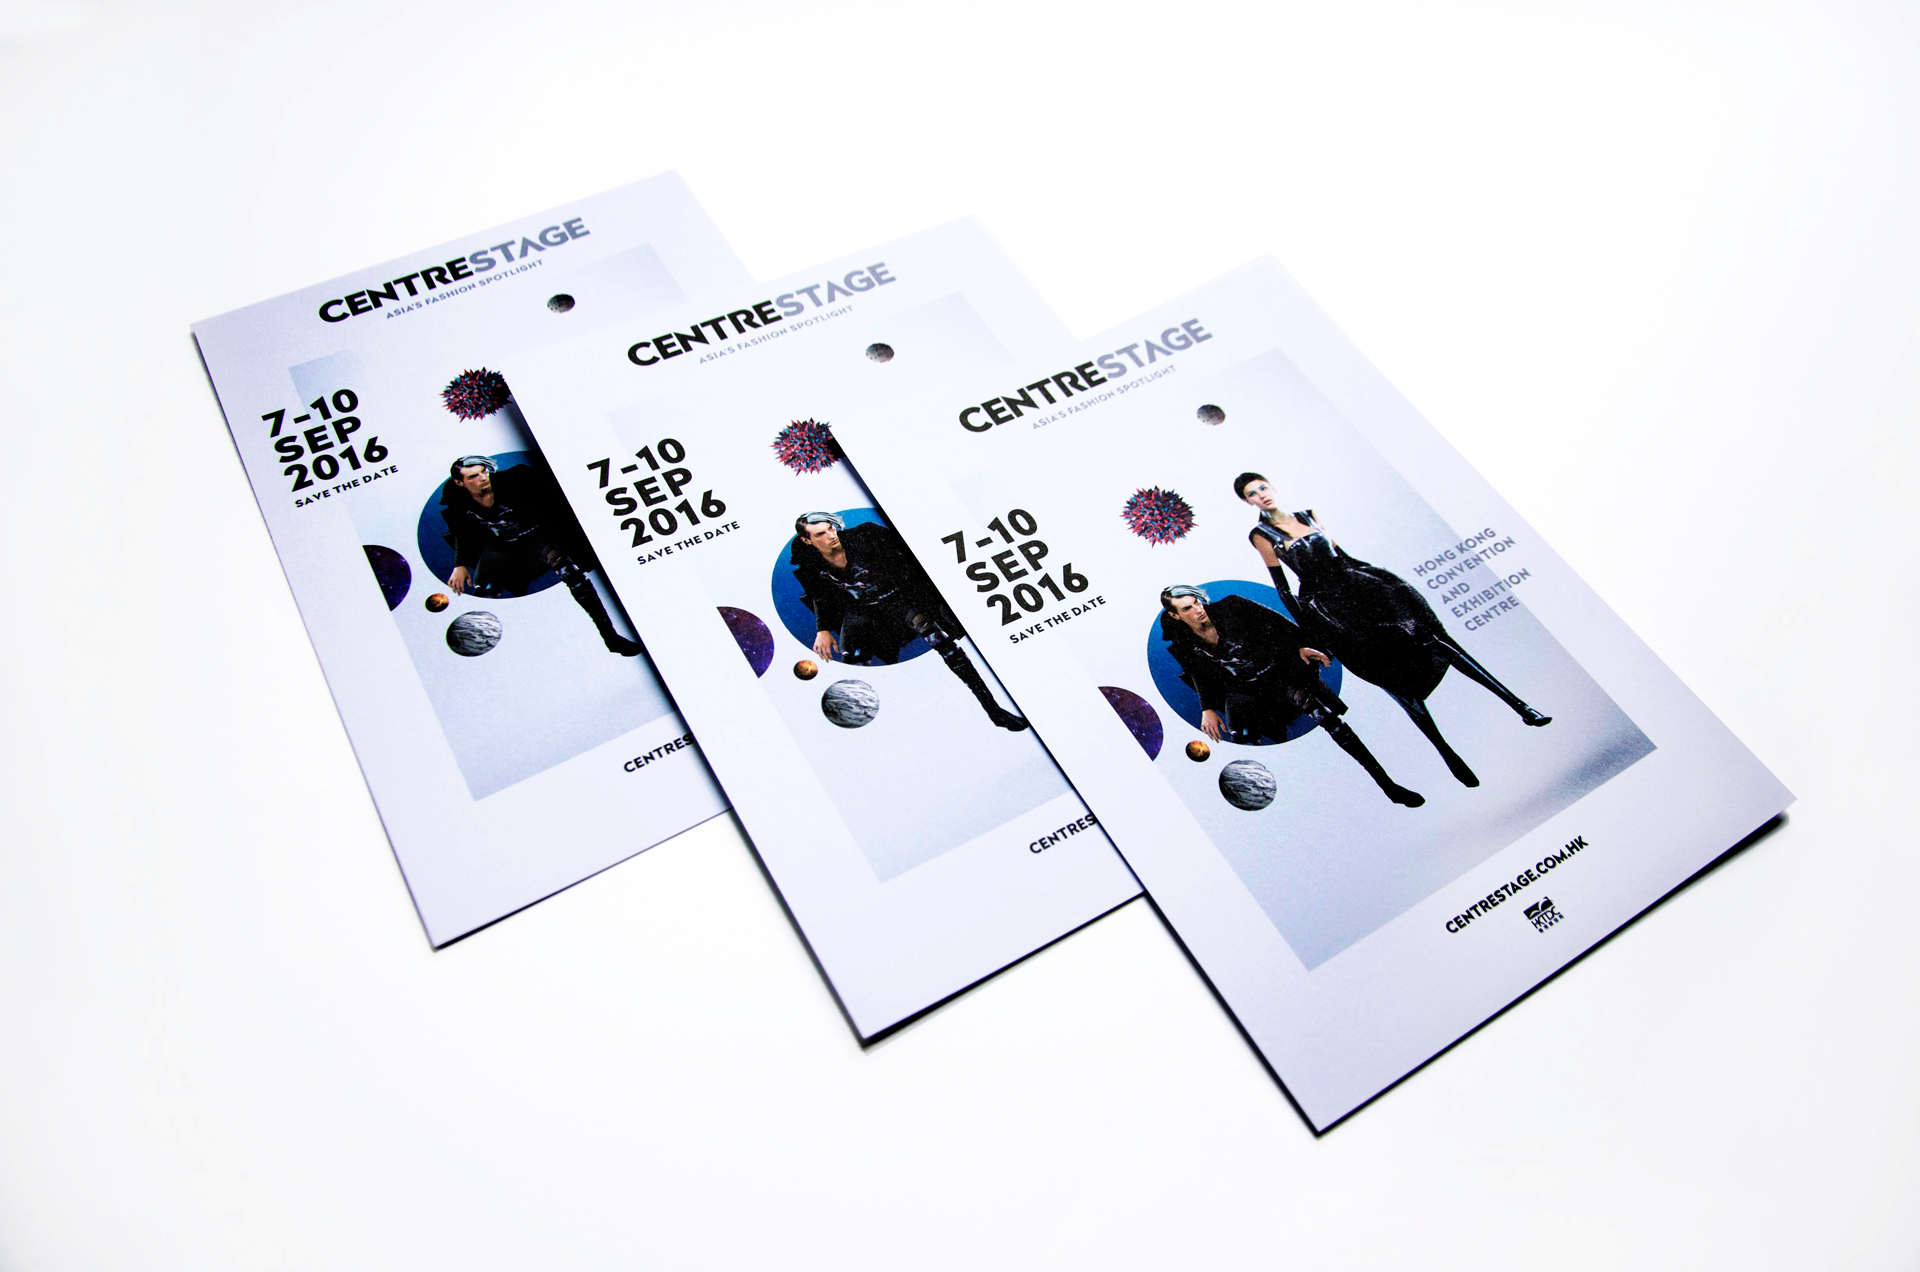 CENTRESTAGE
ASIA'S FASHION SPOTLIGHT
7-10
SEP
2016
SAVE THE DATE
CENTRES
CENTRESTAGE
ASIA'S FASHION SPOTLIGHT
7-10
SEP
2016
SAVE THE DATE
CENTRES
CENTRESTAGE
ASIA'S FASHION SPOTLIGHT
7-10
SEP
2016
SAVE THE DATE
HONG KONG
CONVENTION
AND
EXHIBITION
CENTRE
CENTRESTAGE.COM.HK
HKTDC